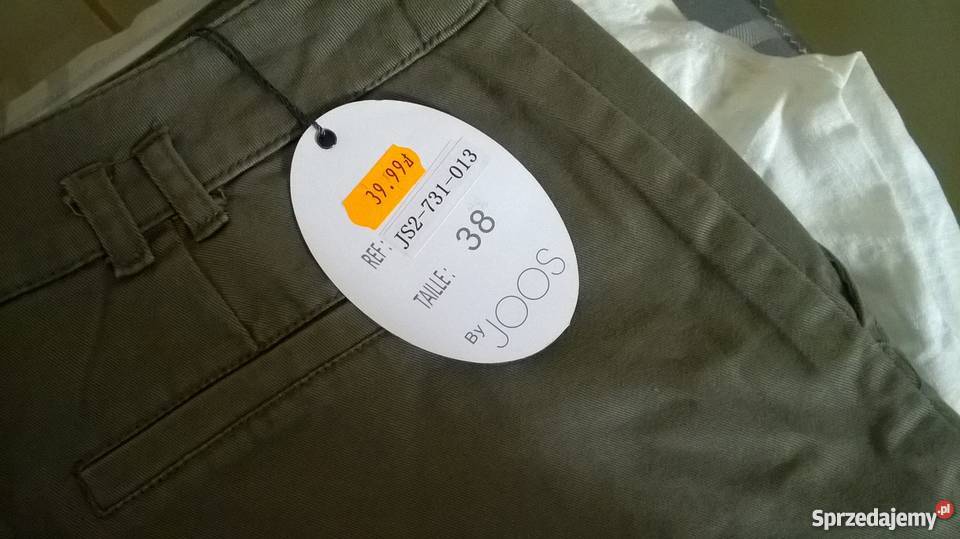 39.99zł
REF: JS2-731-013
TAILLE: 38
By JOOS
Sprzedajemy.pl